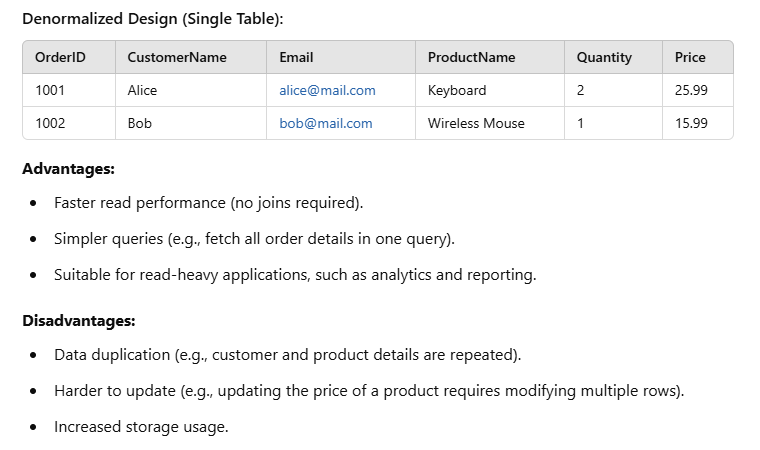 Denormalized Design (Single Table):
OrderID CustomerName Email ProductName Quantity Price
1001 Alice alice@mail.com Keyboard 2 25.99
1002 Bob bob@mail.com Wireless Mouse 1 15.99
Advantages:
• Faster read performance (no joins required).
• Simpler queries (e.g., fetch all order details in one query).
• Suitable for read-heavy applications, such as analytics and reporting.
Disadvantages:
• Data duplication (e.g., customer and product details are repeated).
• Harder to update (e.g., updating the price of a product requires modifying multiple rows).
• Increased storage usage.